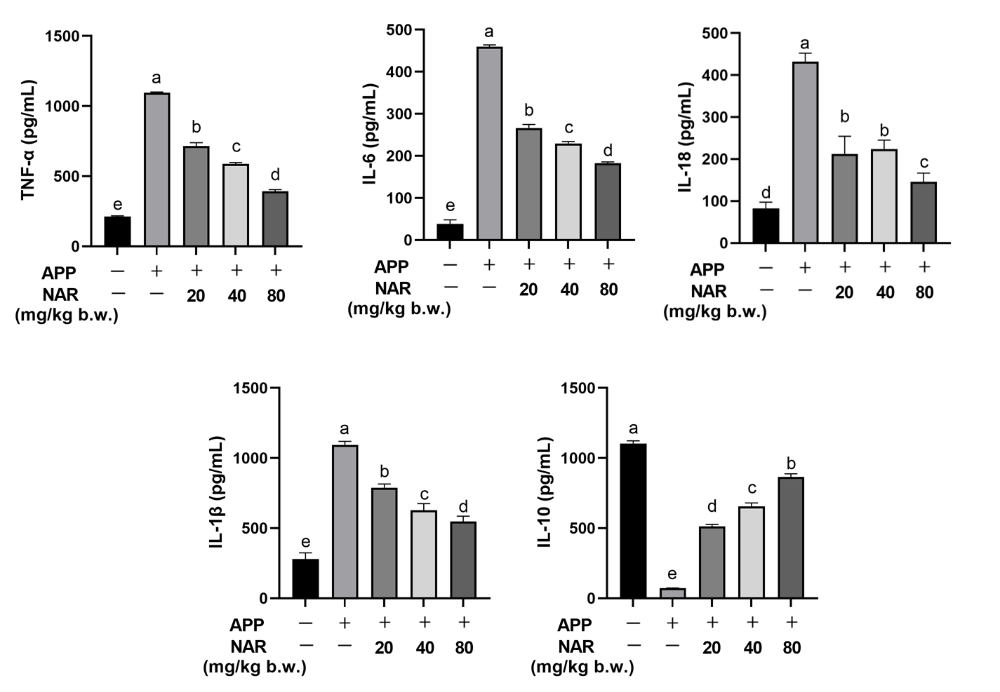 TNF-α (pg/mL)
1500
1000
500
0
e
a
b
c
d
APP — + + + +
NAR — — 20 40 80
(mg/kg b.w.)
IL-6 (pg/mL)
500
400
300
200
100
0
e
a
b
c
d
APP — + + + +
NAR — — 20 40 80
(mg/kg b.w.)
IL-18 (pg/mL)
500
400
300
200
100
0
d
a
b
b
c
APP — + + + +
NAR — — 20 40 80
(mg/kg b.w.)
IL-1β (pg/mL)
1500
1000
500
0
e
a
b
c
d
APP — + + + +
NAR — — 20 40 80
(mg/kg b.w.)
IL-10 (pg/mL)
1500
1000
500
0
a
e
d
c
b
APP — + + + +
NAR — — 20 40 80
(mg/kg b.w.)